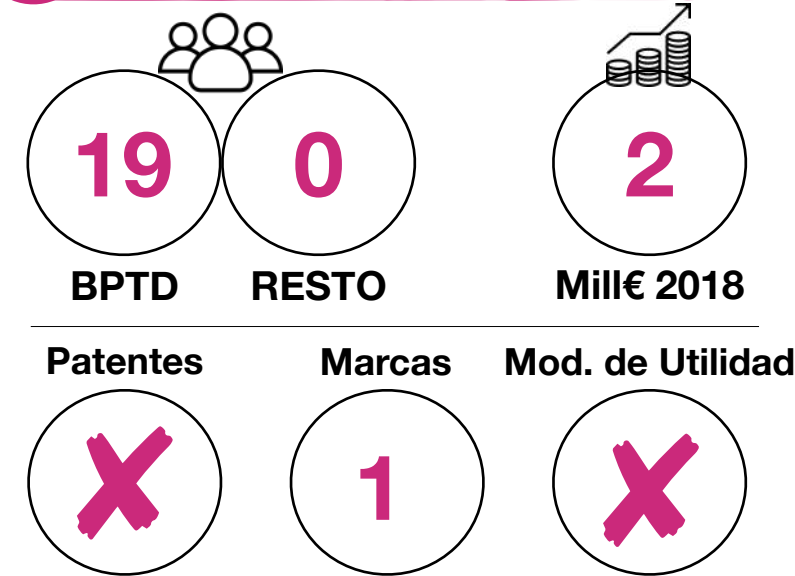 19 0 2
BPTD RESTO Mill€ 2018
Patentes Marcas Mod. de Utilidad
1